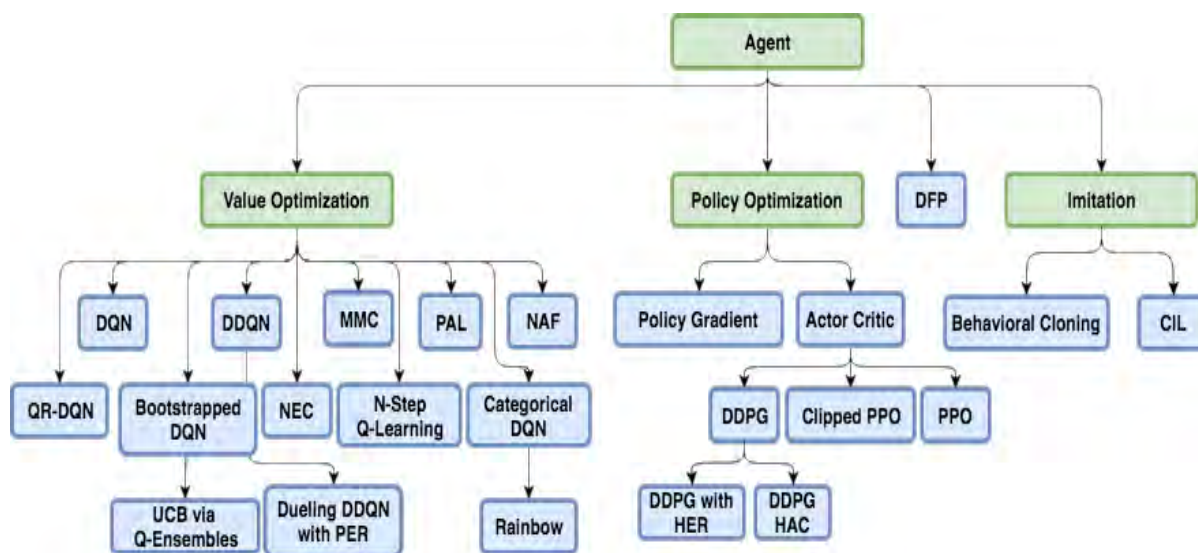 Agent
Value Optimization
Policy Optimization
DFP
Imitation
DQN
DDQN
MMC
PAL
NAF
Policy Gradient
Actor Critic
Behavioral Cloning
CIL
QR-DQN
Bootstrapped
DQN
NEC
N-Step
Q-Learning
Categorical
DQN
DDPG
Clipped PPO
PPO
UCB via
Q-Ensembles
Dueling DDQN
with PER
Rainbow
DDPG with
HER
DDPG
HAC